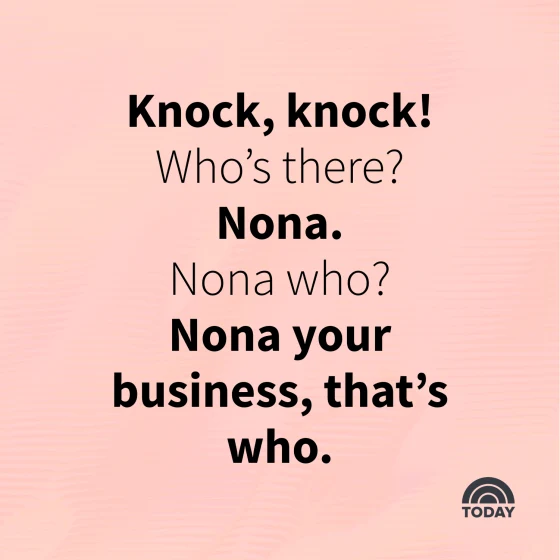 Knock, knock!
Who’s there?
Nona.
Nona who?
Nona your
business, that’s
who.
TODAY